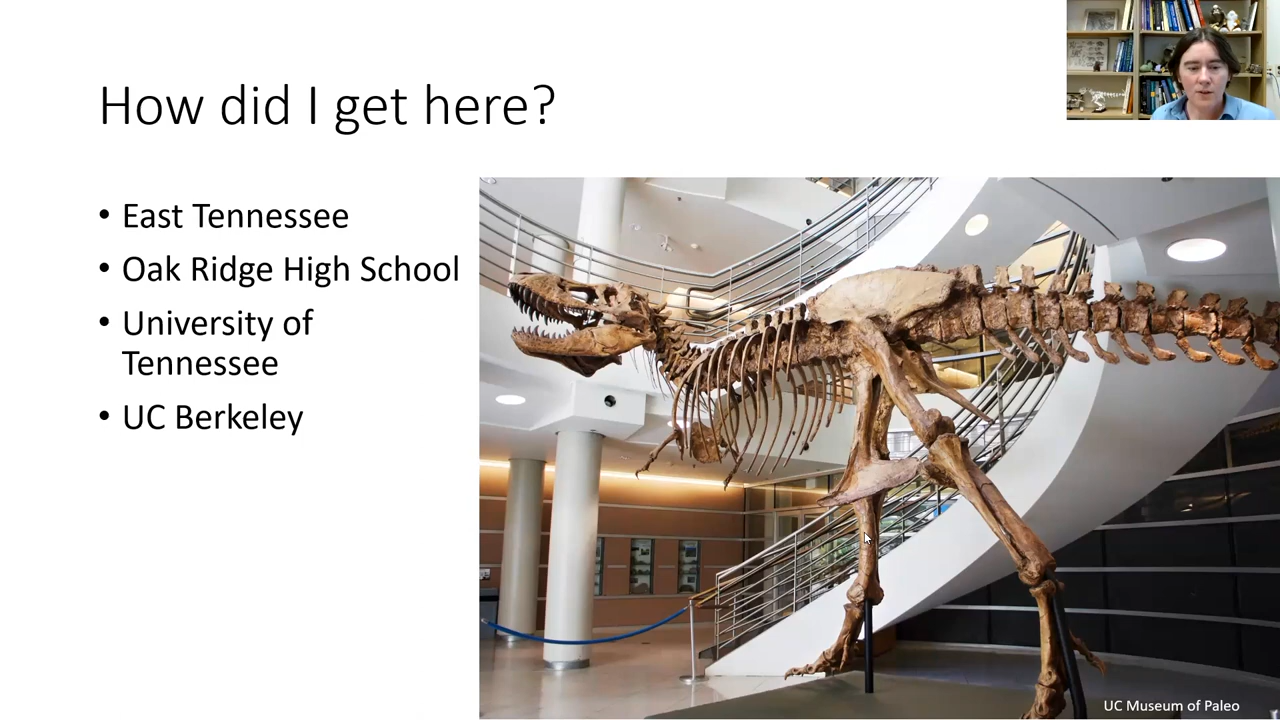 How did I get here?
• East Tennessee
• Oak Ridge High School
• University of
Tennessee
• UC Berkeley
UC Museum of Paleo